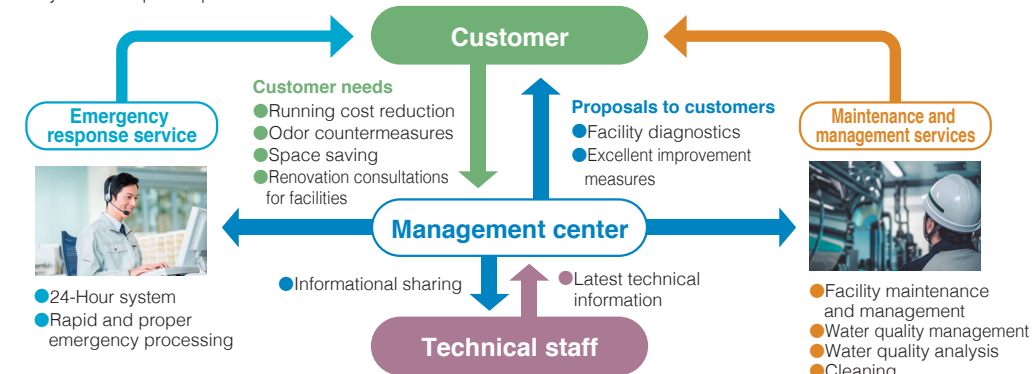 Customer
Customer needs
●Running cost reduction
●Odor countermeasures
●Space saving
●Renovation consultations
for facilities
Proposals to customers
●Facility diagnostics
●Excellent improvement
measures
Emergency
response service
Maintenance and
management services
Management center
●24-Hour system
●Rapid and proper
emergency processing
●Informational sharing
●Latest technical
information
●Facility maintenance
and management
●Water quality management
●Water quality analysis
●Cleaning
Technical staff